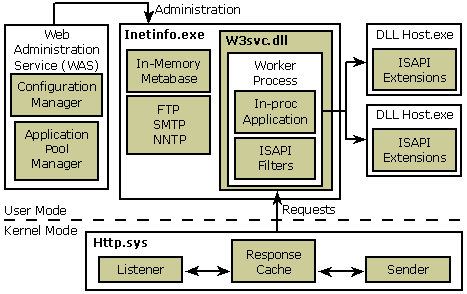 Administration
Web
Administration
Service (WAS)
Configuration
Manager
Application
Pool
Manager
Inetinfo.exe
In-Memory
Metabase
FTP
SMTP
NNTP
W3svc.dll
Worker
Process
In-proc
Application
ISAPI
Filters
DLL Host.exe
ISAPI
Extensions
DLL Host.exe
ISAPI
Extensions
Requests
User Mode
Kernel Mode
Http.sys
Listener
Response
Cache
Sender